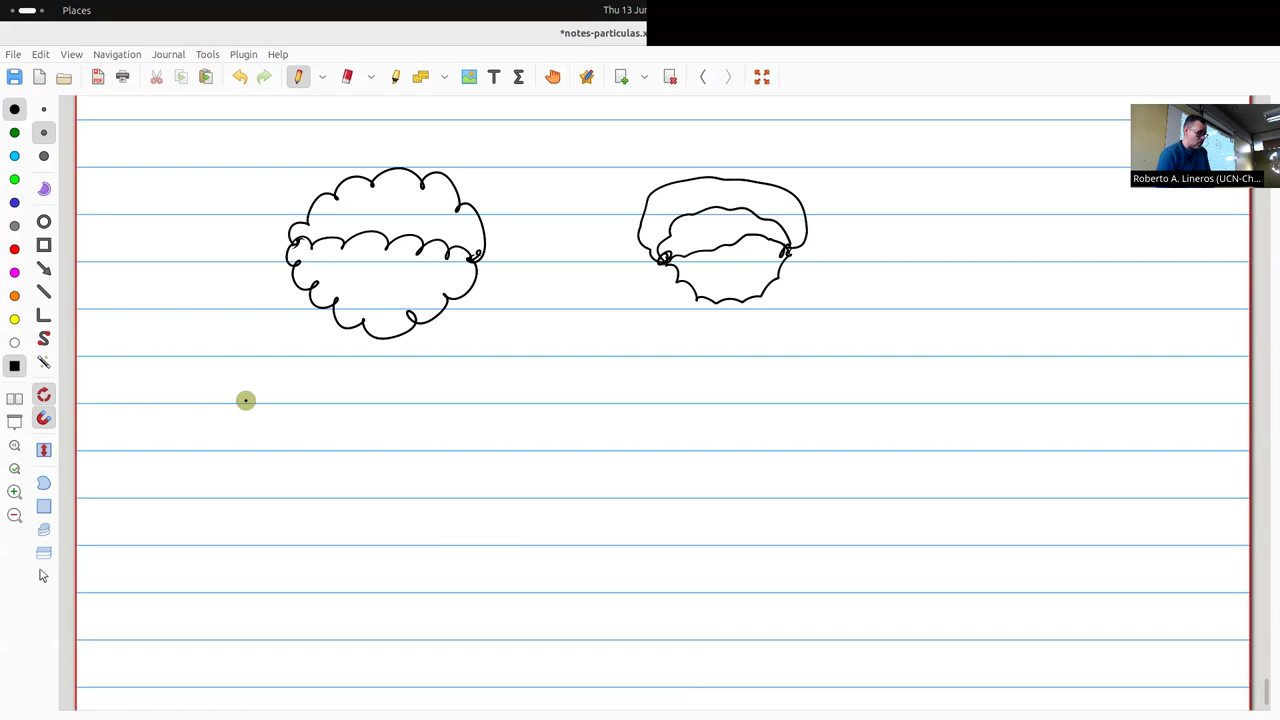 Places
Thu 13 Jun
*notes-particulas.x
File Edit View Navigation Journal Tools Plugin Help
Roberto A. Lineros (UCN-Ch...